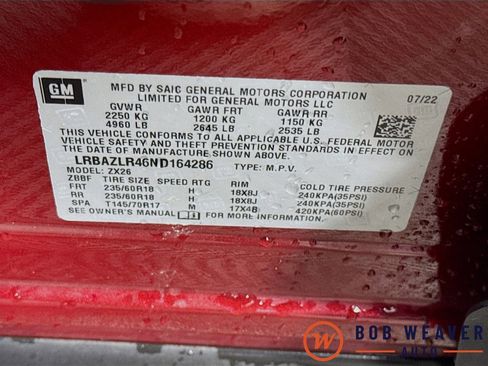 GM
MFD BY SAIC GENERAL MOTORS CORPORATION
LIMITED FOR GENERAL MOTORS LLC
07/22
GVWR GAWR FRT GAWR RR
2250 KG 1200 KG 1150 KG
4960 LB 2645 LB 2535 LB
THIS VEHICLE CONFORMS TO ALL APPLICABLE U.S. FEDERAL MOTOR
VEHICLE SAFETY, BUMPER, AND THEFT PREVENTION STANDARDS IN EFFECT ON
THE DATE OF MANUFACTURE SHOWN ABOVE.
LRBAZLR46ND164286 TYPE: M.P.V.
MODEL: ZX26
ZBBF TIRE SIZE SPEED RTG RIM COLD TIRE PRESSURE
FRT 235/60R18 H 18X8J 240KPA(35PSI)
RR 235/60R18 H 18X8J 240KPA(35PSI)
SPA T145/70R17 M 17X4B 420KPA(60PSI)
SEE OWNER'S MANUAL FOR MORE INFORMATION.
W
BOB WEAVER
AUTO